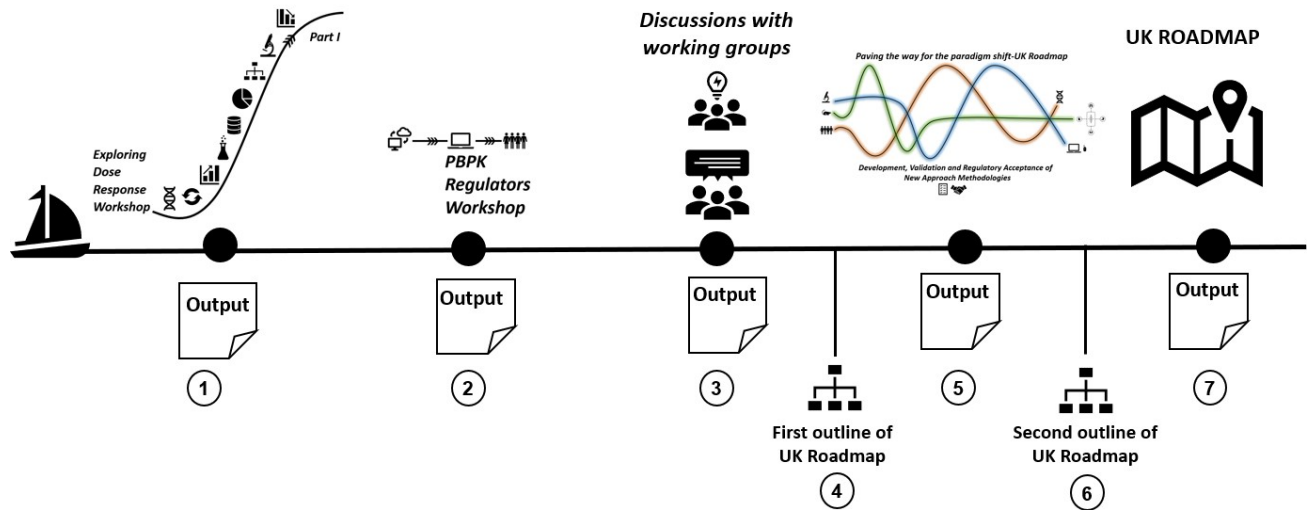 Part I
Exploring
Dose
Response
Workshop
PBPK
Regulators
Workshop
Discussions with
working groups
Paving the way for the paradigm shift-UK Roadmap
Development, Validation and Regulatory Acceptance of
New Approach Methodologies
UK ROADMAP
Output
Output
Output
Output
Output
1
2
3
5
7
First outline of
UK Roadmap
4
Second outline of
UK Roadmap
6